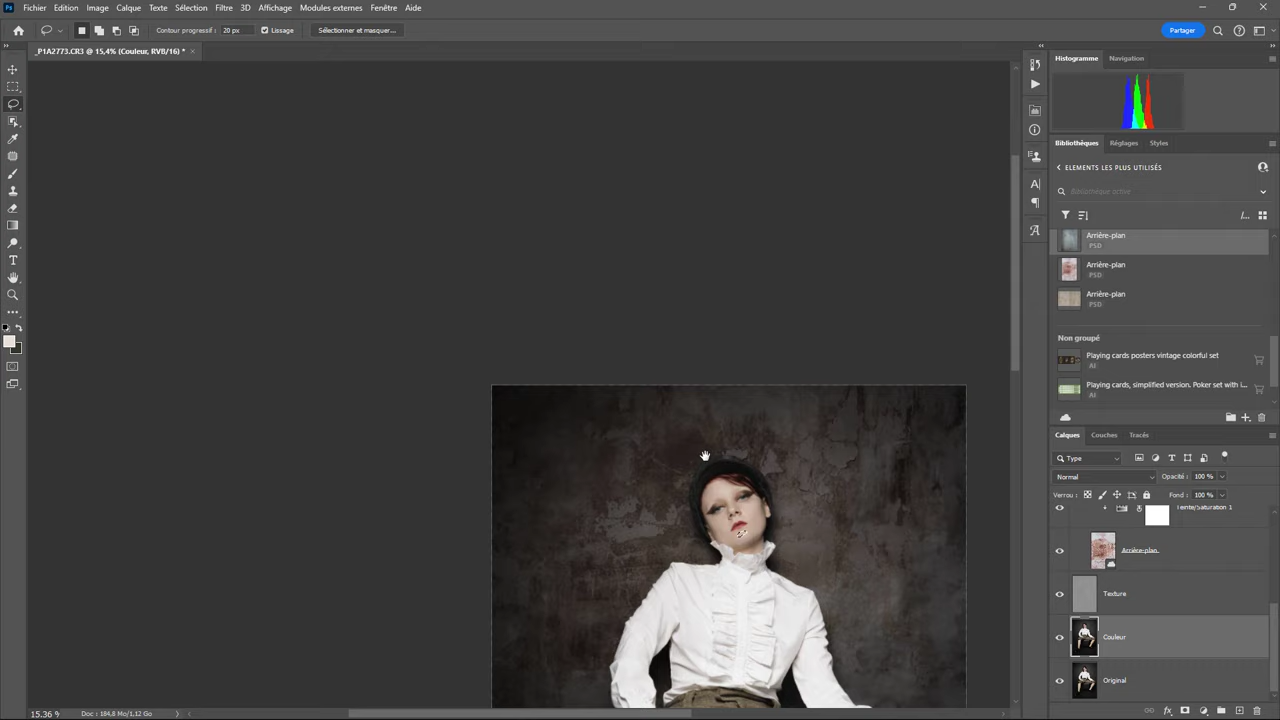 Fichier Edition Image Calque Texte Sélection Filtre 3D Affichage Modules externes Fenêtre Aide
Contour progressif : 20 px Lissage Sélectionner et masquer... Partager
_P1A2773.CR3 @ 15,4% (Couleur, RVB/16) *
Histogramme Navigation
Bibliothèques Réglages Styles
ELEMENTS LES PLUS UTILISÉS
Arrière-plan
PSD
Arrière-plan
PSD
Arrière-plan
PSD
Non groupé
Playing cards posters vintage colorful set
AI
Playing cards, simplified version. Poker set with i...
AI
Calques Couches Tracés
Type
Normal Opacité : 100 %
Verrou : Fond : 100 %
Teinte/Saturation 1
Arrière-plan
Texture
Couleur
Original
15,36 % Doc : 184,8 Mo/1,12 Go